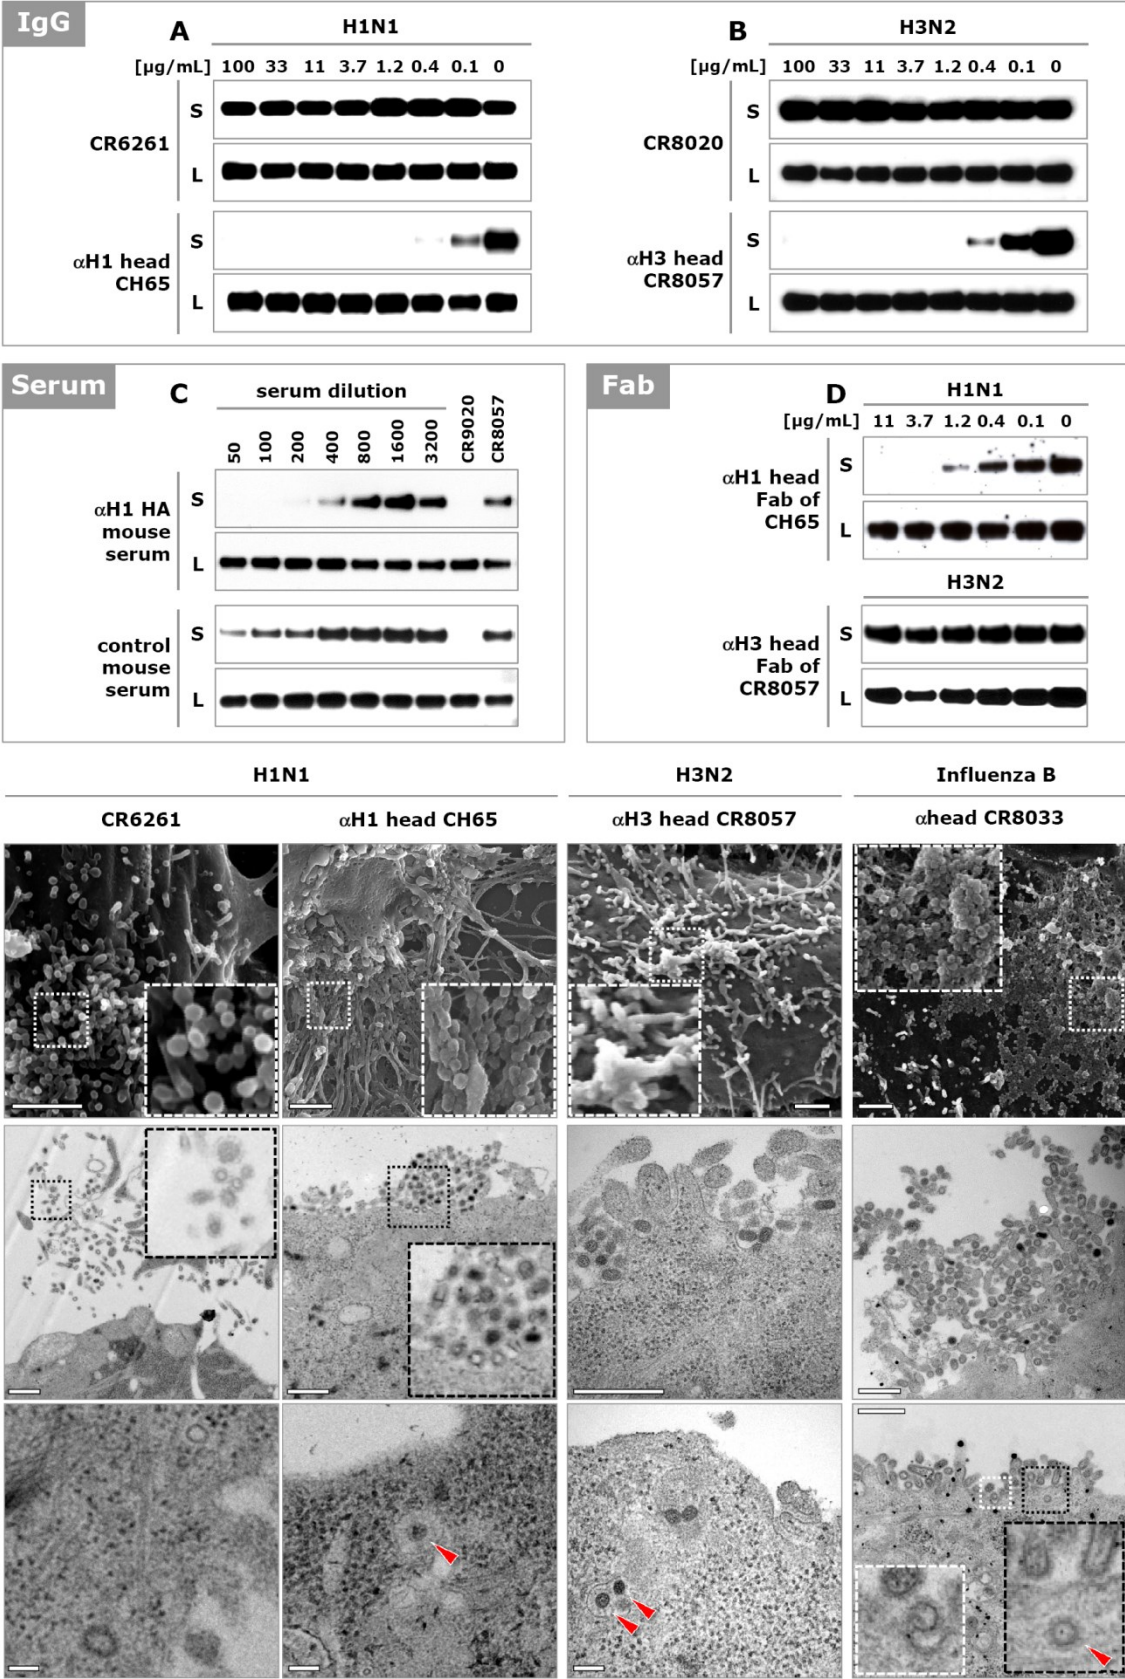 IgG
A
H1N1
[µg/mL] 100 33 11 3.7 1.2 0.4 0.1 0
CR6261
S
L
αH1 head
CH65
S
L
B
H3N2
[µg/mL] 100 33 11 3.7 1.2 0.4 0.1 0
CR8020
S
L
αH3 head
CR8057
S
L
Serum
C
serum dilution
50 100 200 400 800 1600 3200 CR9020 CR8057
αH1 HA
mouse
serum
S
L
control
mouse
serum
S
L
Fab
D
H1N1
[µg/mL] 11 3.7 1.2 0.4 0.1 0
αH1 head
Fab of
CH65
S
L
H3N2
αH3 head
Fab of
CR8057
S
L
H1N1 H3N2 Influenza B
CR6261 αH1 head CH65 αH3 head CR8057 αhead CR8033